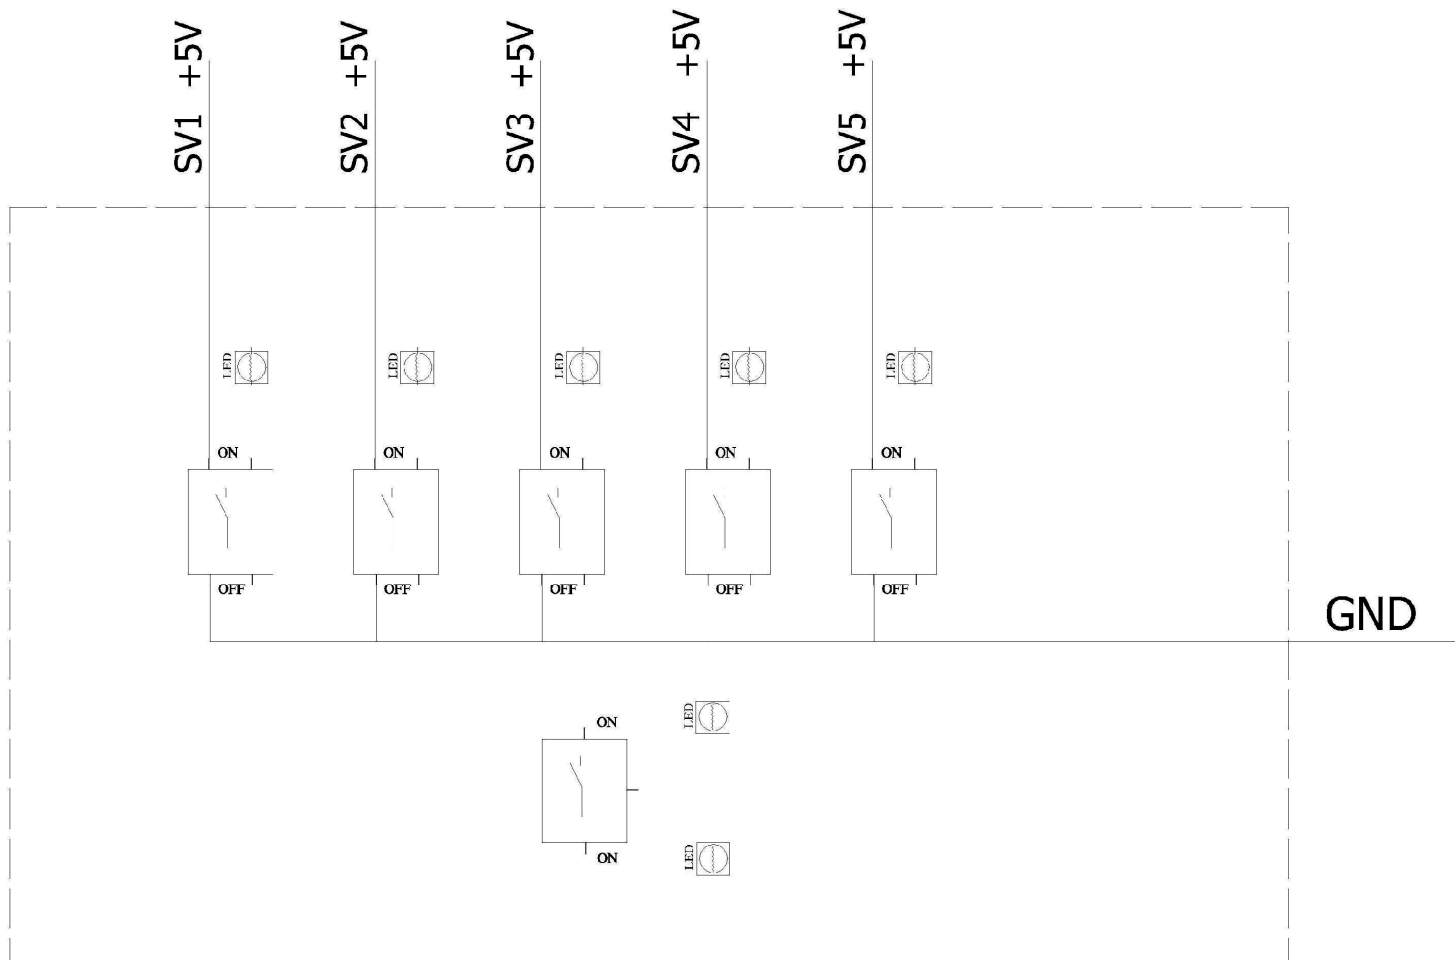 SV1 +5V
SV2 +5V
SV3 +5V
SV4 +5V
SV5 +5V
LED
LED
LED
LED
LED
ON
ON
ON
ON
ON
OFF
OFF
OFF
OFF
OFF
GND
ON
LED
ON
LED